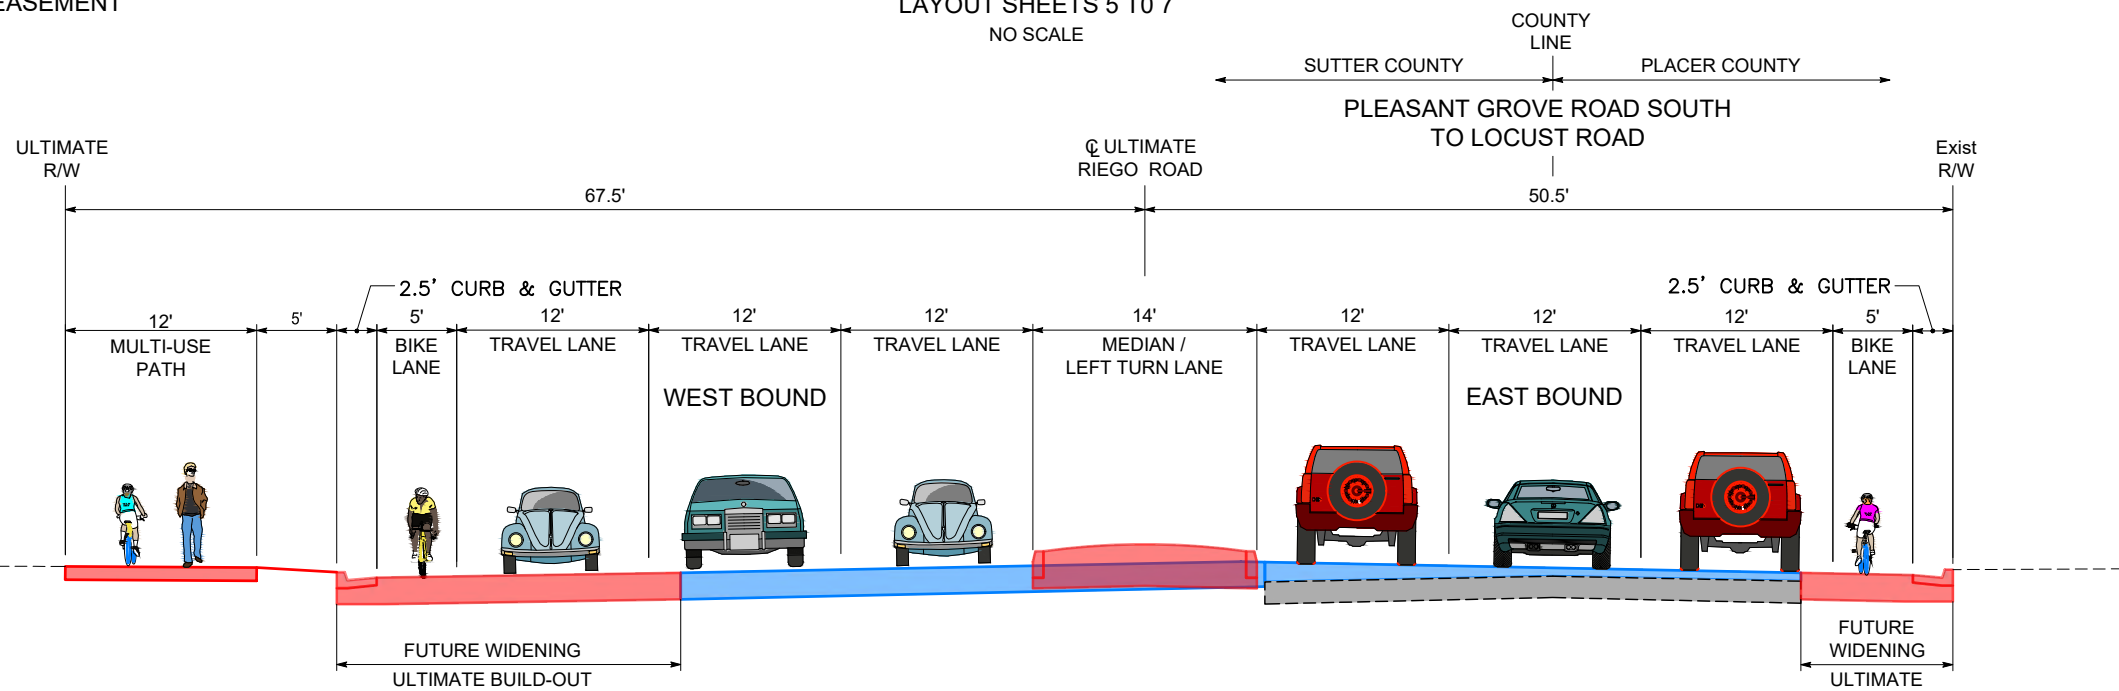 EASEMENT
LAYOUT SHEETS 5 TO 7
NO SCALE
COUNTY
LINE
SUTTER COUNTY
PLACER COUNTY
PLEASANT GROVE ROAD SOUTH
TO LOCUST ROAD
ULTIMATE
R/W
℄ ULTIMATE
RIEGO ROAD
Exist
R/W
67.5'
50.5'
2.5' CURB & GUTTER
2.5' CURB & GUTTER
12'
5'
5'
12'
12'
12'
14'
12'
12'
12'
5'
MULTI-USE
PATH
BIKE
LANE
TRAVEL LANE
TRAVEL LANE
TRAVEL LANE
MEDIAN /
LEFT TURN LANE
TRAVEL LANE
TRAVEL LANE
TRAVEL LANE
BIKE
LANE
WEST BOUND
EAST BOUND
FUTURE WIDENING
ULTIMATE BUILD-OUT
FUTURE
WIDENING
ULTIMATE